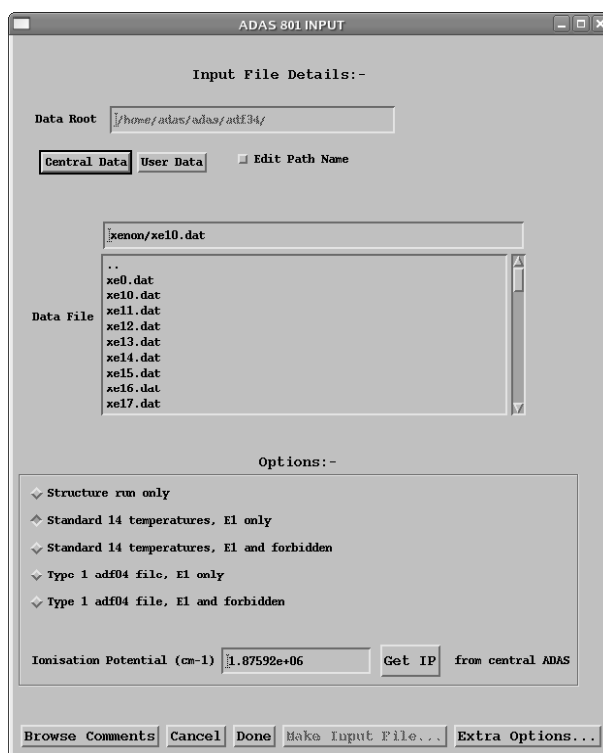 ADAS 801 INPUT
Input File Details:-
Data Root /home/adas/adas/adf34/
Central Data User Data Edit Path Name
xenon/xe10.dat
Data File
..
xe0.dat
xe10.dat
xe11.dat
xe12.dat
xe13.dat
xe14.dat
xe15.dat
xe16.dat
xe17.dat
Options:-
Structure run only
Standard 14 temperatures, E1 only
Standard 14 temperatures, E1 and forbidden
Type 1 adf04 file, E1 only
Type 1 adf04 file, E1 and forbidden
Ionisation Potential (cm-1) 1.87592e+06 Get IP from central ADAS
Browse Comments Cancel Done Make Input File... Extra Options...